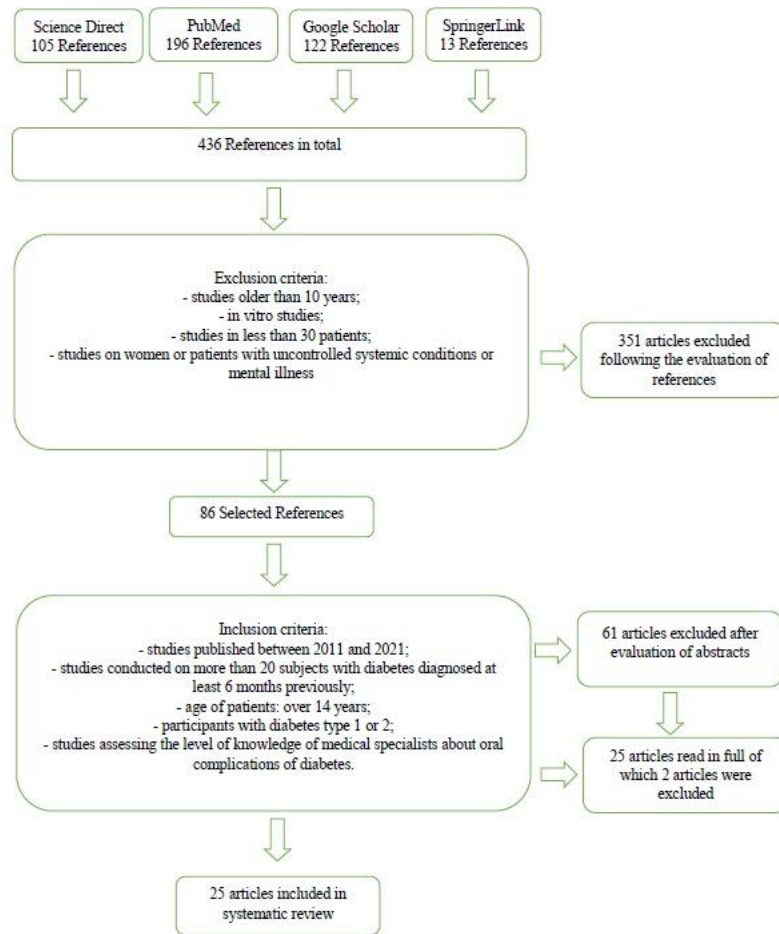 Science Direct
105 References
PubMed
196 References
Google Scholar
122 References
SpringerLink
13 References
436 References in total
Exclusion criteria:
- studies older than 10 years;
- in vitro studies;
- studies in less than 30 patients;
- studies on women or patients with uncontrolled systemic conditions or
mental illness
351 articles excluded
following the evaluation of
references
86 Selected References
Inclusion criteria:
- studies published between 2011 and 2021;
- studies conducted on more than 20 subjects with diabetes diagnosed at
least 6 months previously;
- age of patients: over 14 years;
- participants with diabetes type 1 or 2;
- studies assessing the level of knowledge of medical specialists about oral
complications of diabetes.
61 articles excluded after
evaluation of abstracts
25 articles read in full of
which 2 articles were
excluded
25 articles included in
systematic review